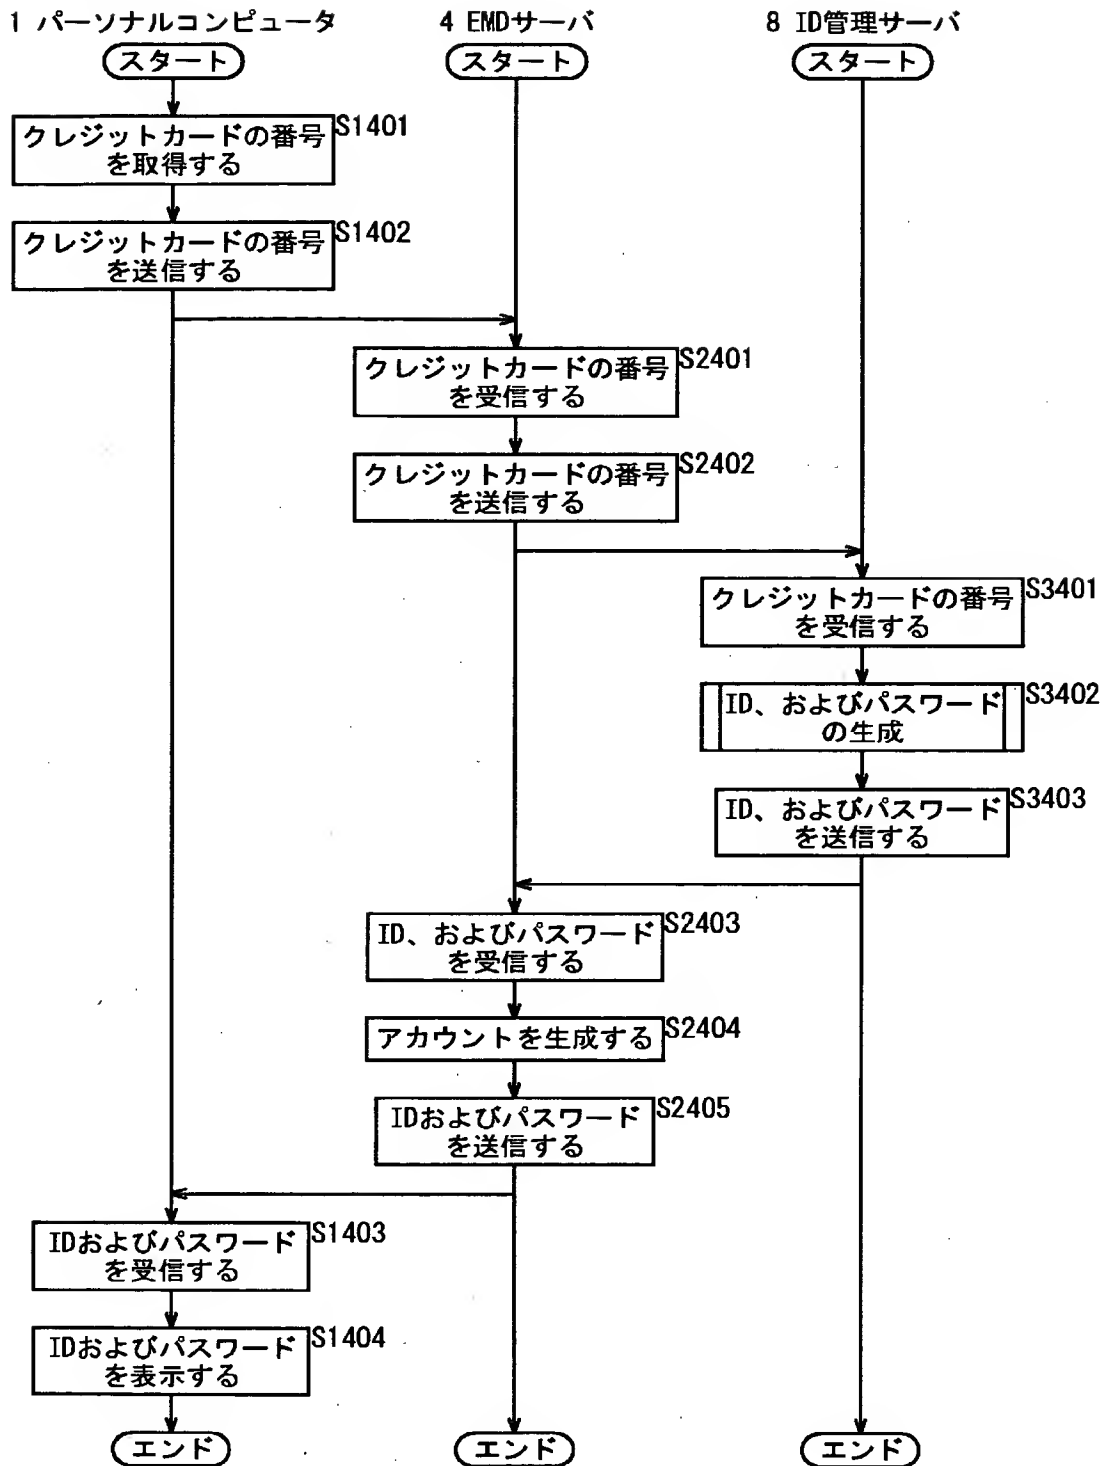 1 パーソナルコンピュータ
4 EMDサーバ
8 ID管理サーバ
スタート
スタート
スタート
クレジットカードの番号
を取得する
S1401
クレジットカードの番号
を送信する
S1402
クレジットカードの番号
を受信する
S2401
クレジットカードの番号
を送信する
S2402
クレジットカードの番号
を受信する
S3401
ID、およびパスワード
の生成
S3402
ID、およびパスワード
を送信する
S3403
ID、およびパスワード
を受信する
S2403
アカウントを生成する
S2404
IDおよびパスワード
を送信する
S2405
IDおよびパスワード
を受信する
S1403
IDおよびパスワード
を表示する
S1404
エンド
エンド
エンド